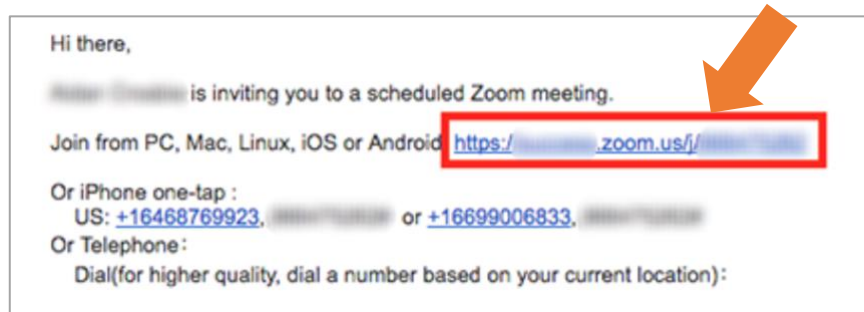 Hi there,
is inviting you to a scheduled Zoom meeting.
Join from PC, Mac, Linux, iOS or Android: https:/ .zoom.us/j/
Or iPhone one-tap :
US: +16468769923, or +16699006833,
Or Telephone:
Dial(for higher quality, dial a number based on your current location):